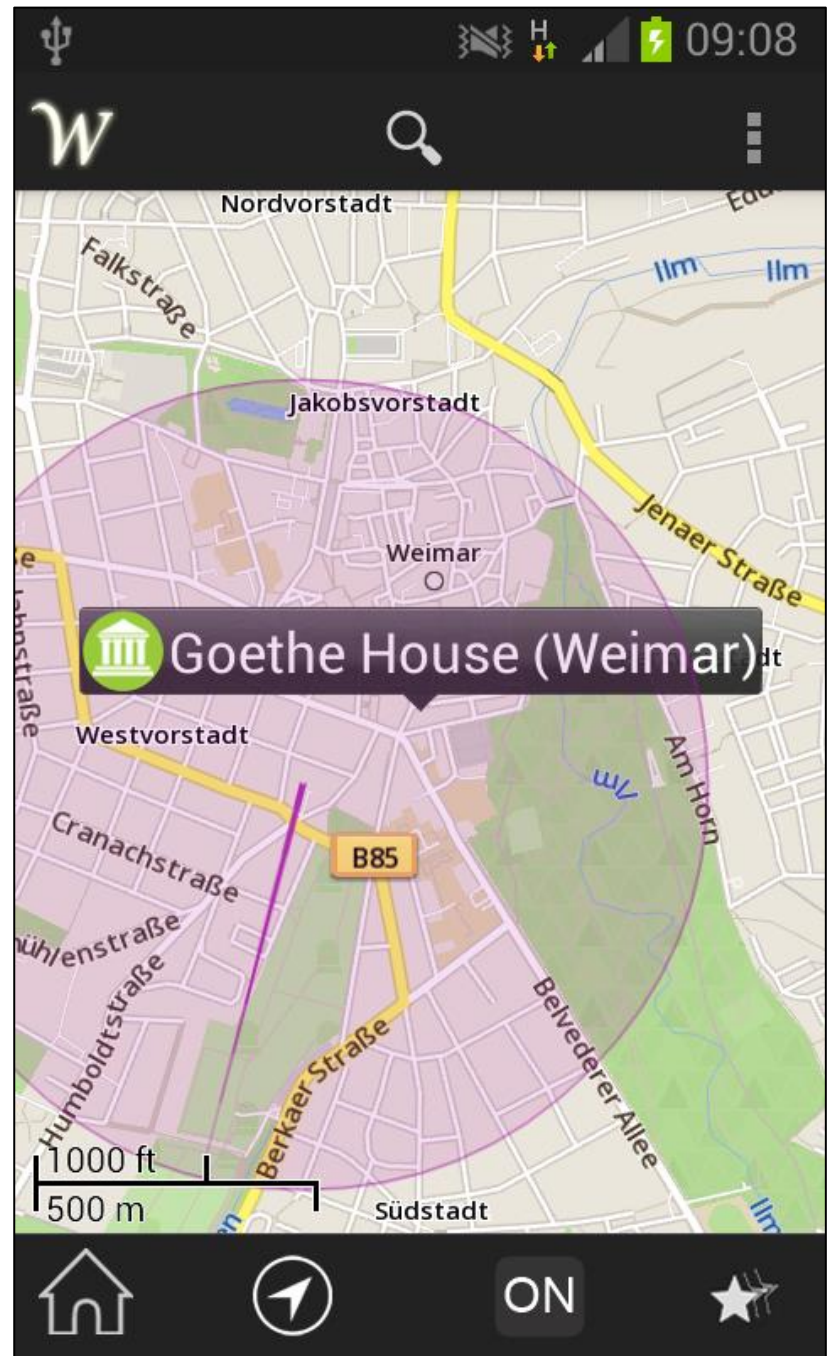 H
09:08
W
Nordvorstadt
Falkstraße
Ilm
Ilm
Jakobsvorstadt
Jenaer Straße
Weimar
Goethe House (Weimar)
Westvorstadt
Am Horn
Ilm
Cranachstraße
B85
Humboldtstraße
Berkaer Straße
Belvederer Allee
1000 ft
500 m
Südstadt
Ilm
ON